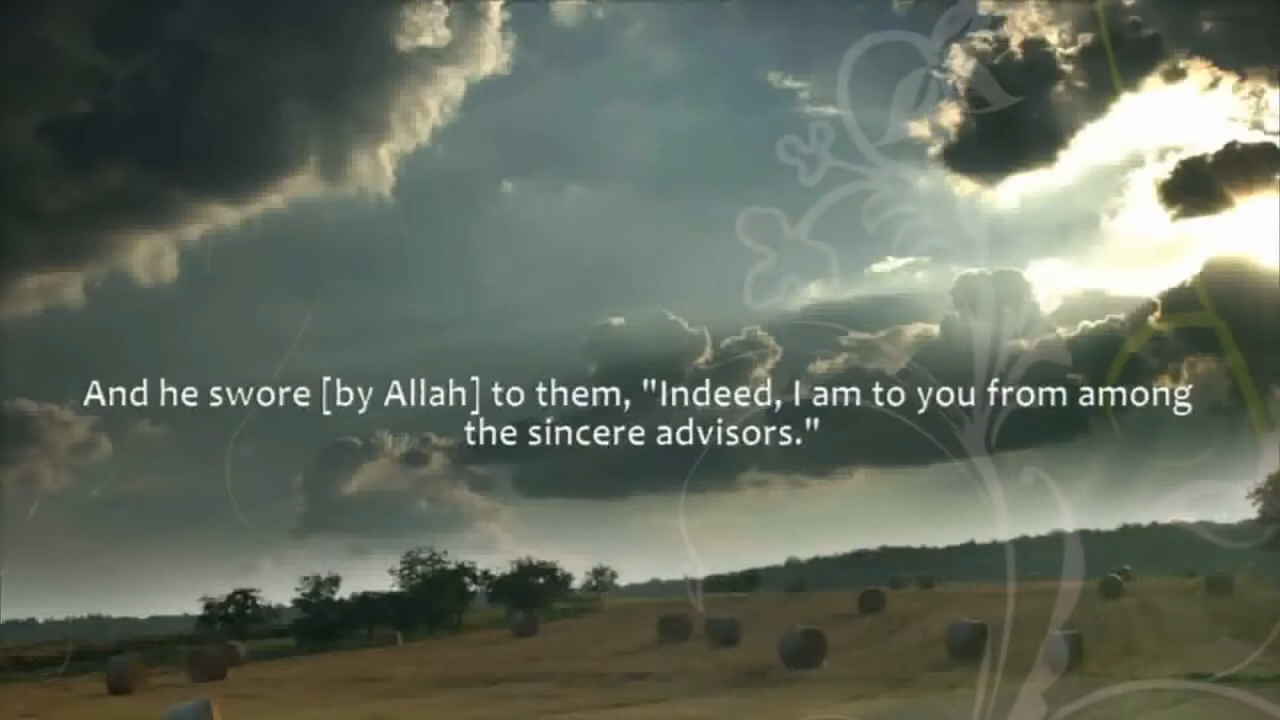 And he swore [by Allah] to them, "Indeed, I am to you from among
the sincere advisors."